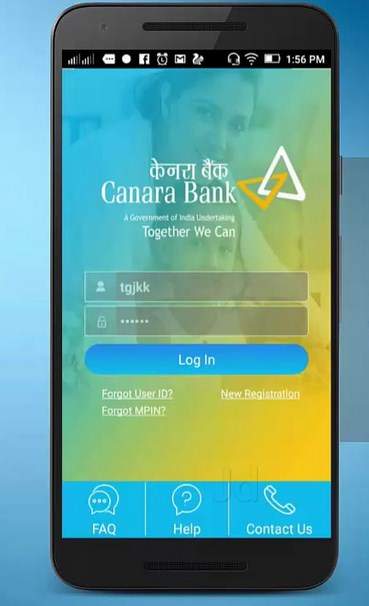 1:56 PM
केनरा बैंक
Canara Bank
A Government of India Undertaking
Together We Can
tgjkk
••••••
Log In
Forgot User ID?
New Registration
Forgot MPIN?
Jd
FAQ
Help
Contact Us